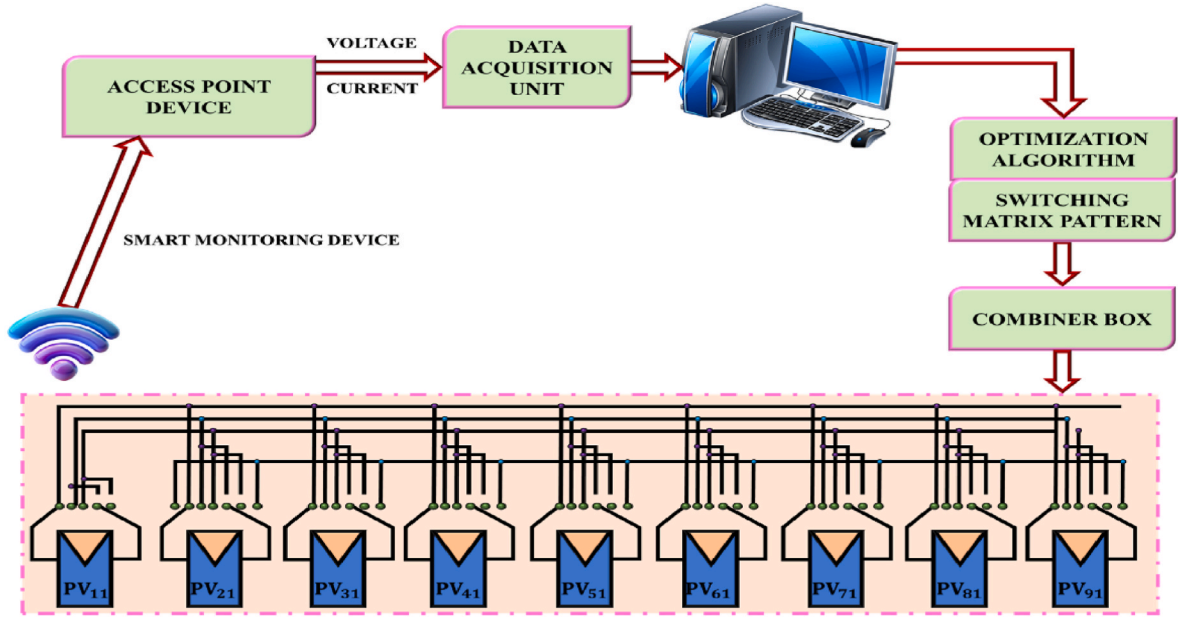 VOLTAGE
CURRENT
ACCESS POINT
DEVICE
DATA
ACQUISITION
UNIT
OPTIMIZATION
ALGORITHM
SWITCHING
MATRIX PATTERN
SMART MONITORING DEVICE
COMBINER BOX
PV11
PV21
PV31
PV41
PV51
PV61
PV71
PV81
PV91